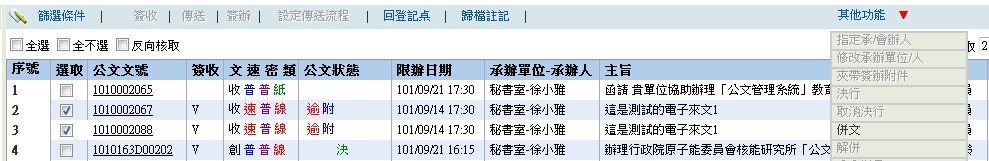 篩選條件 | 簽收 | 傳送 | 簽辦 | 設定傳送流程 | 回登記桌 | 歸檔註記 | 其他功能 ▼
全選 全不選 反向核取 2
指定承/會辦人
修改承辦單位/人
夾帶簽辦附件
決行
取消決行
併文
解併
序號 選取 公文文號 簽收 文 速 密 類 公文狀態 限辦日期 承辦單位-承辦人 主旨
1 1010002065 收 普 普 紙 101/09/21 17:30 秘書室-徐小雅 函請 貴單位協助辦理「公文管理系統」教育
2 1010002067 V 收 速 普 線 逾 附 101/09/14 17:30 秘書室-徐小雅 這是測試的電子來文1
3 1010002088 V 收 速 普 線 逾 附 101/09/14 17:30 秘書室-徐小雅 這是測試的電子來文1
4 1010163D00202 V 創 普 普 線 決 101/09/21 16:15 秘書室-徐小雅 辦理行政院原子能委員會核能研究所「公文